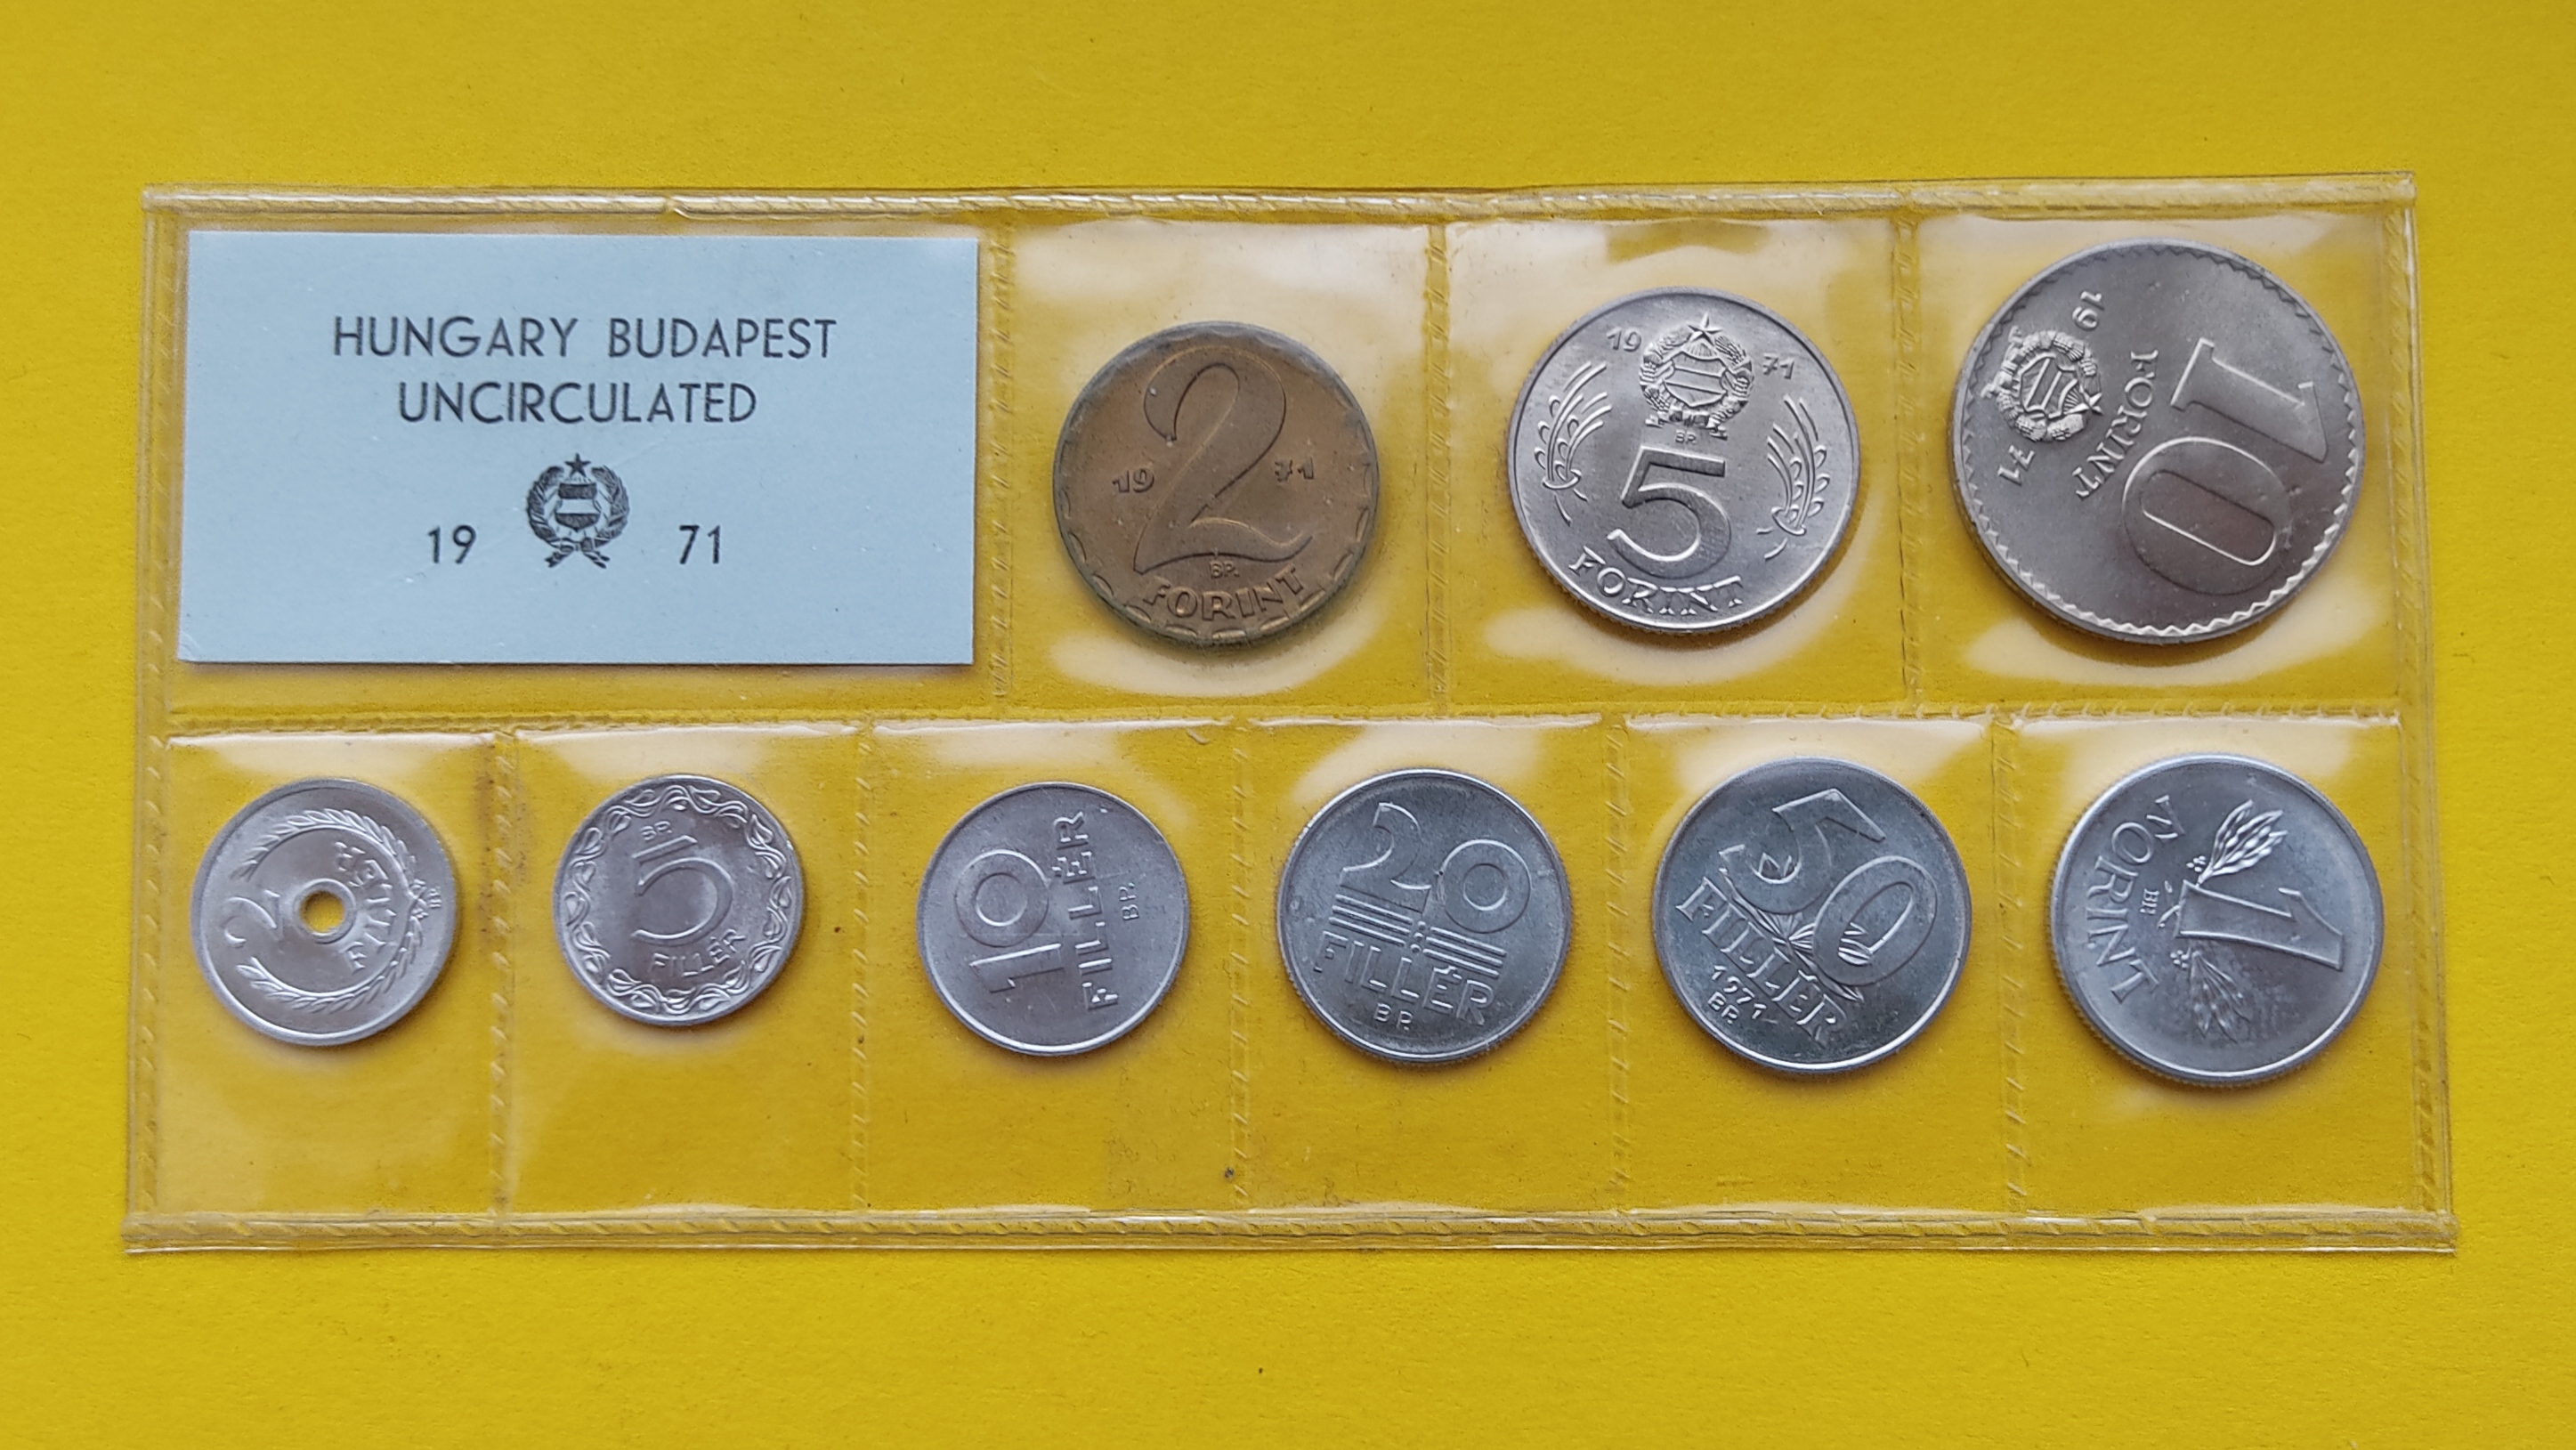 HUNGARY BUDAPEST
UNCIRCULATED
19 71
19 2 71
BP.
FORINT
19 71
BP.
5
FORINT
19 71
FORINT
10
2
FILLÉR
BP.
BP.
5
FILLÉR
10
FILLÉR
BP.
20
FILLÉR
BP.
50
FILLÉR
1971
BP.
1
BP.
FORINT